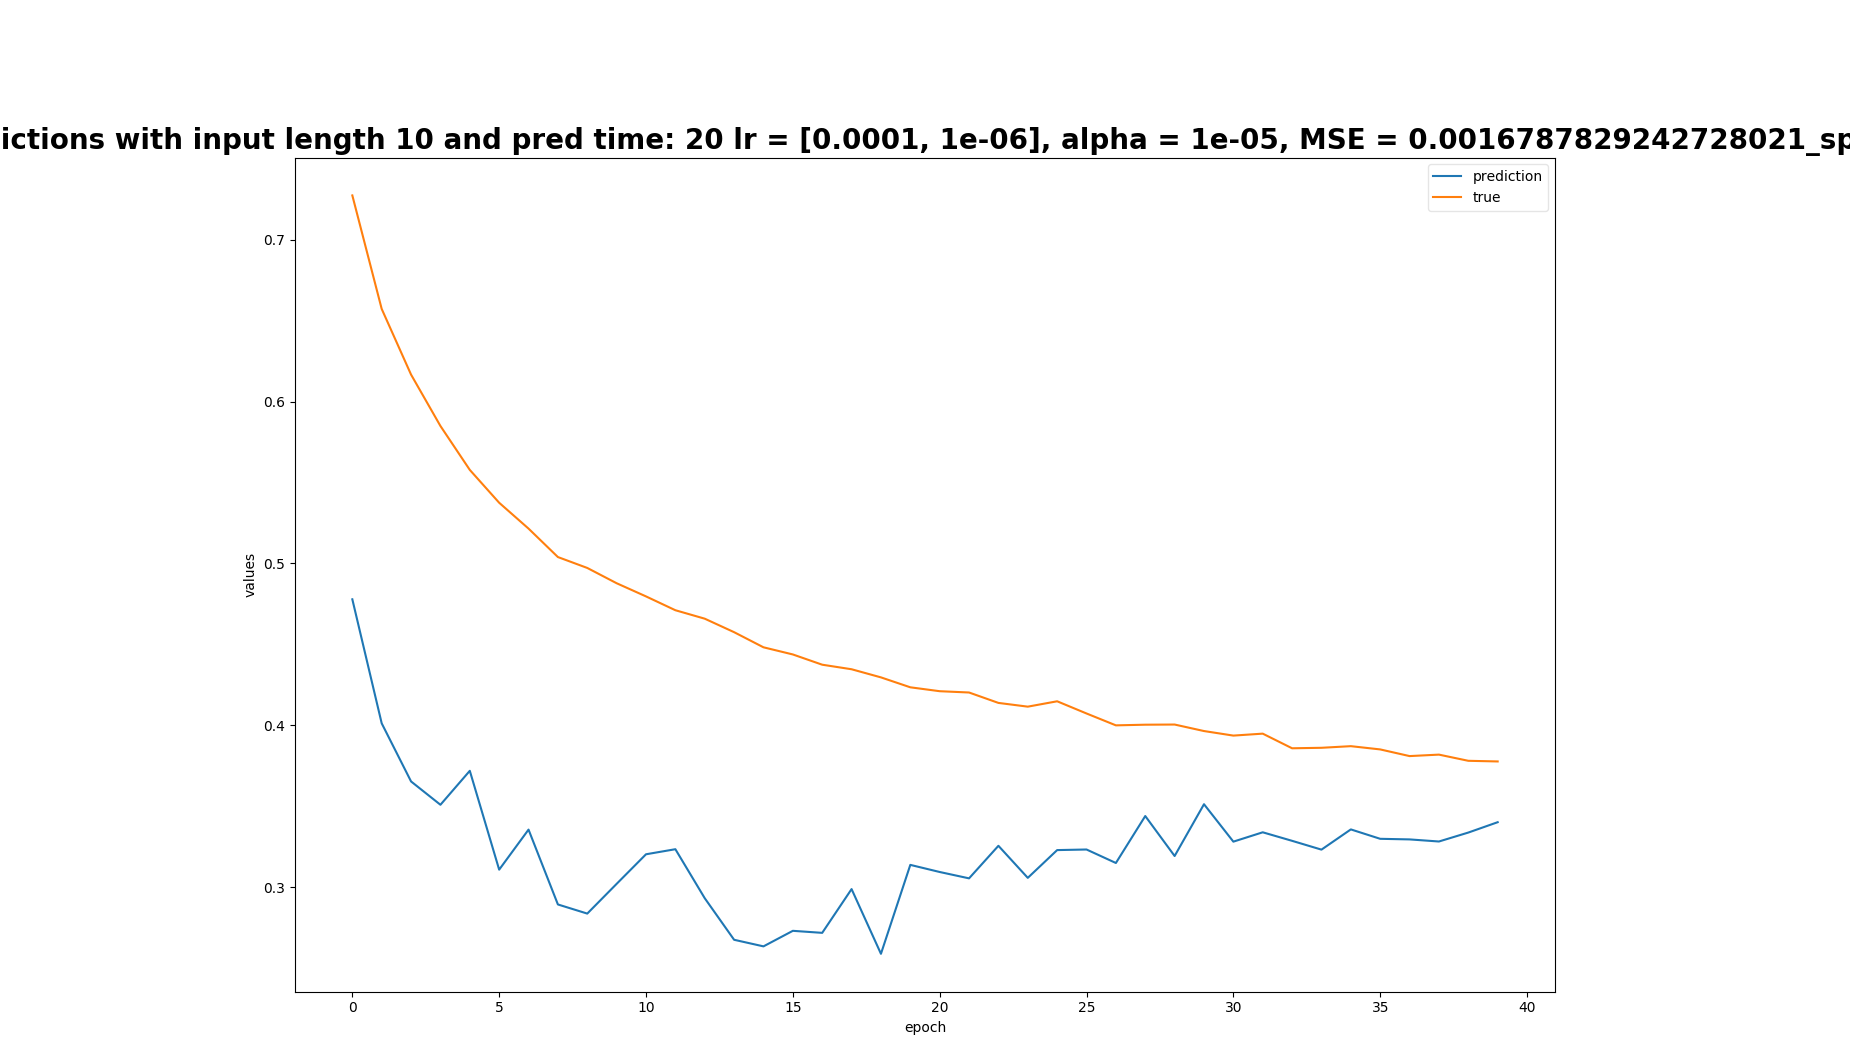 ictions with input length 10 and pred time: 20 lr = [0.0001, 1e-06], alpha = 1e-05, MSE = 0.0016787829242728021_sp
prediction
true
0.7
0.6
0.5
0.4
0.3
values
0 5 10 15 20 25 30 35 40
epoch